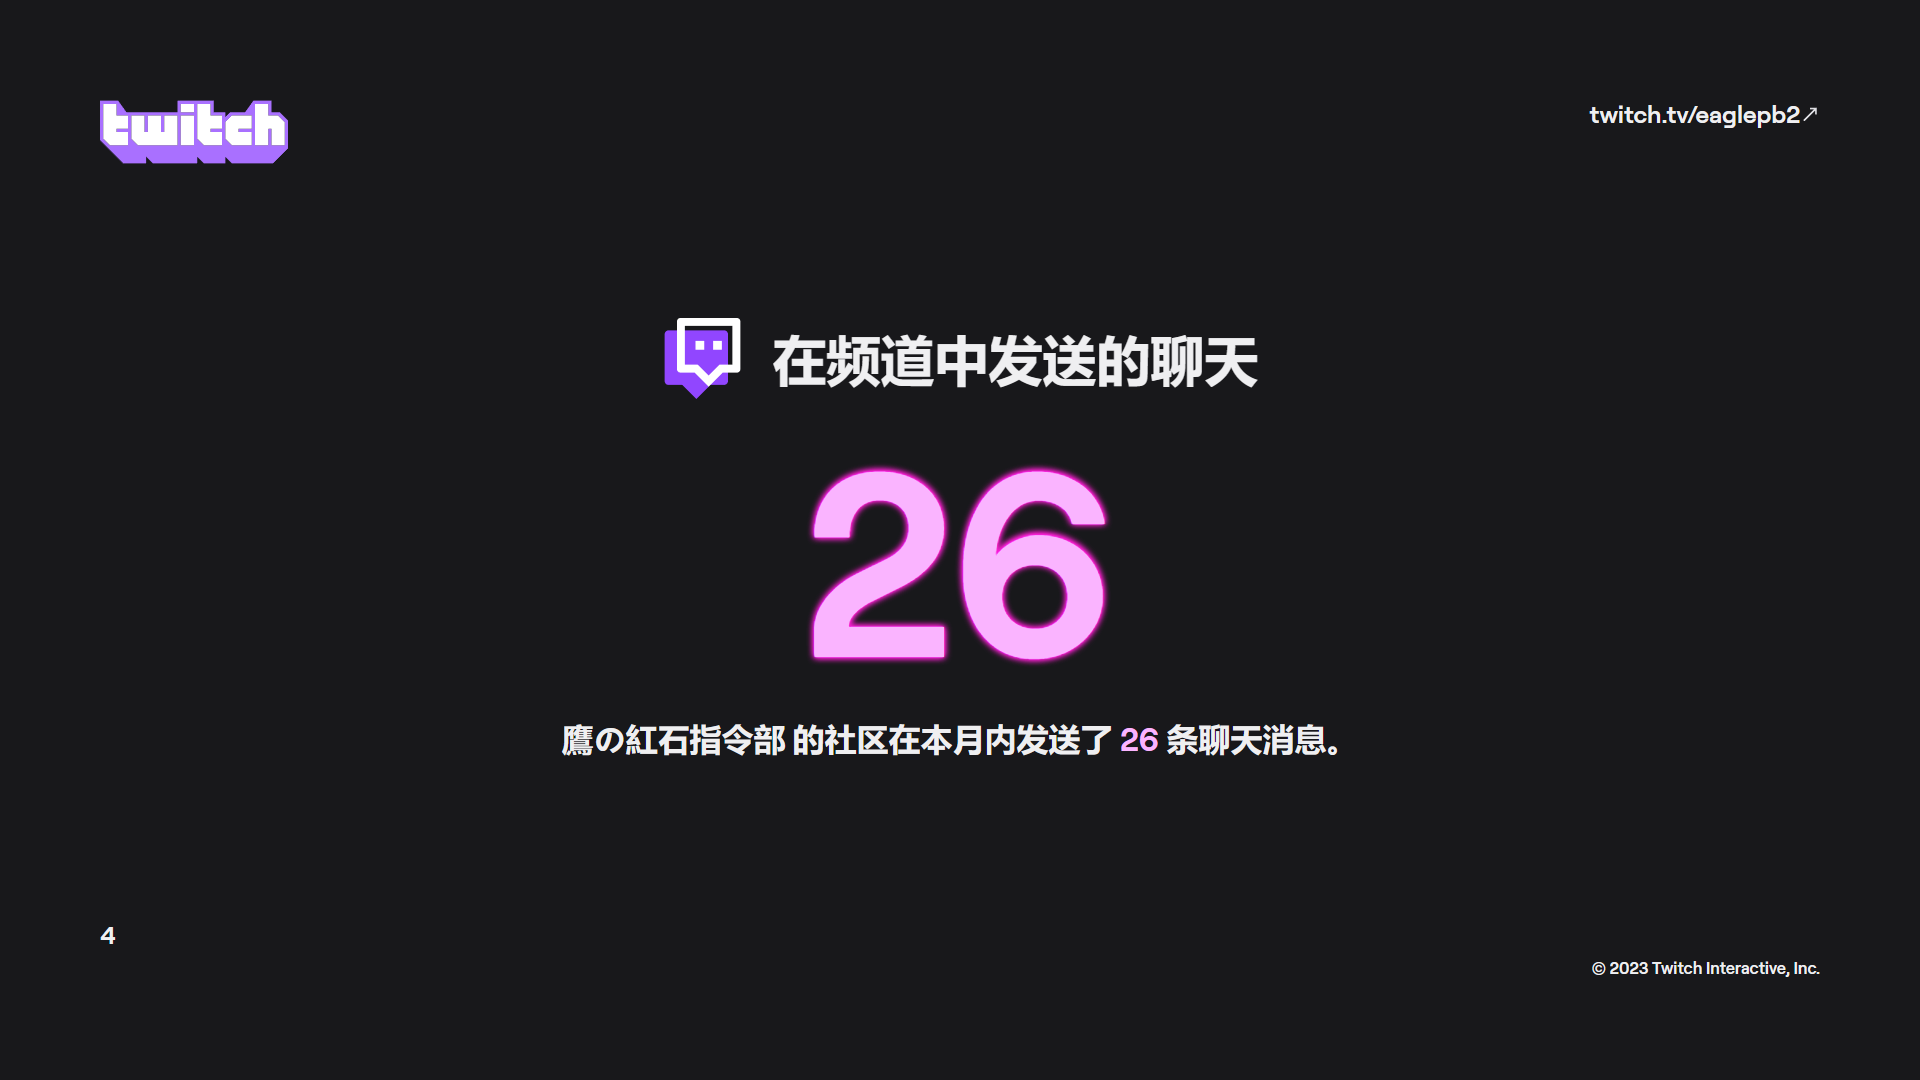 twitch
twitch.tv/eaglepb2↗
在频道中发送的聊天
26
鷹の紅石指令部 的社区在本月内发送了 26 条聊天消息。
4
© 2023 Twitch Interactive, Inc.